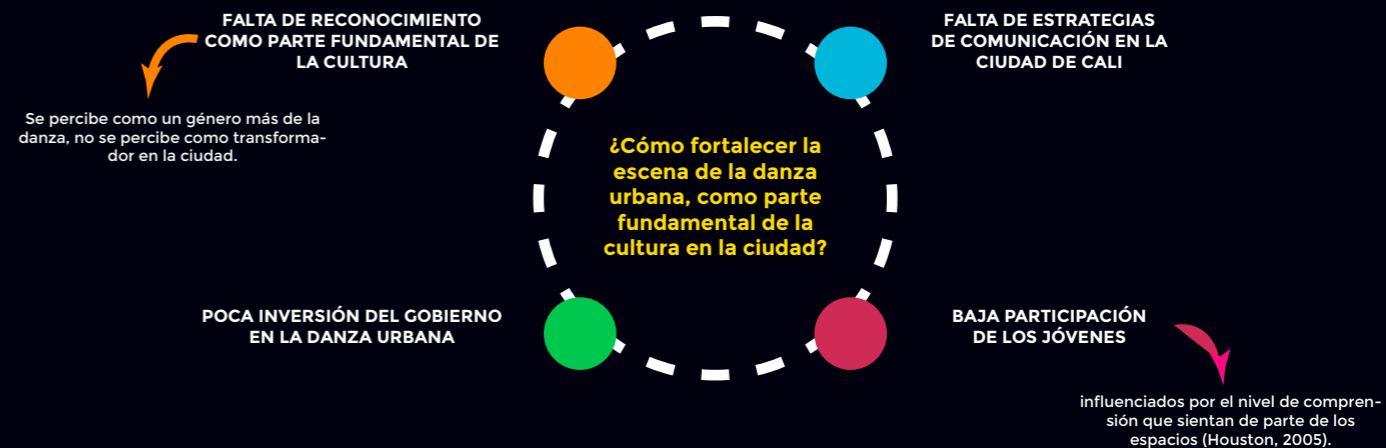 FALTA DE RECONOCIMIENTO
COMO PARTE FUNDAMENTAL DE
LA CULTURA
Se percibe como un género más de la
danza, no se percibe como transforma-
dor en la ciudad.
FALTA DE ESTRATEGIAS
DE COMUNICACIÓN EN LA
CIUDAD DE CALI
¿Cómo fortalecer la
escena de la danza
urbana, como parte
fundamental de la
cultura en la ciudad?
POCA INVERSIÓN DEL GOBIERNO
EN LA DANZA URBANA
BAJA PARTICIPACIÓN
DE LOS JÓVENES
influenciados por el nivel de compren-
sión que sientan de parte de los
espacios (Houston, 2005).